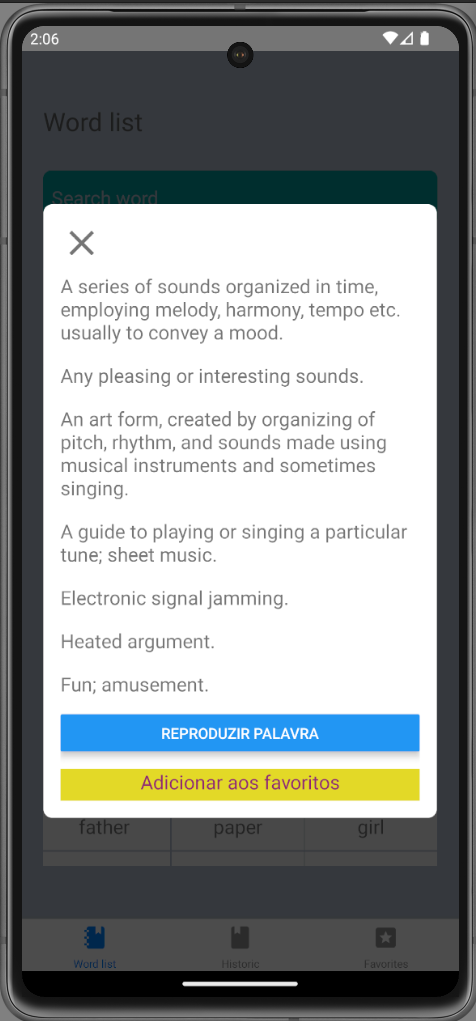 2:06
Word list
Search word
A series of sounds organized in time,
employing melody, harmony, tempo etc.
usually to convey a mood.
Any pleasing or interesting sounds.
An art form, created by organizing of
pitch, rhythm, and sounds made using
musical instruments and sometimes
singing.
A guide to playing or singing a particular
tune; sheet music.
Electronic signal jamming.
Heated argument.
Fun; amusement.
REPRODUZIR PALAVRA
Adicionar aos favoritos
father paper girl
Word list Historic Favorites